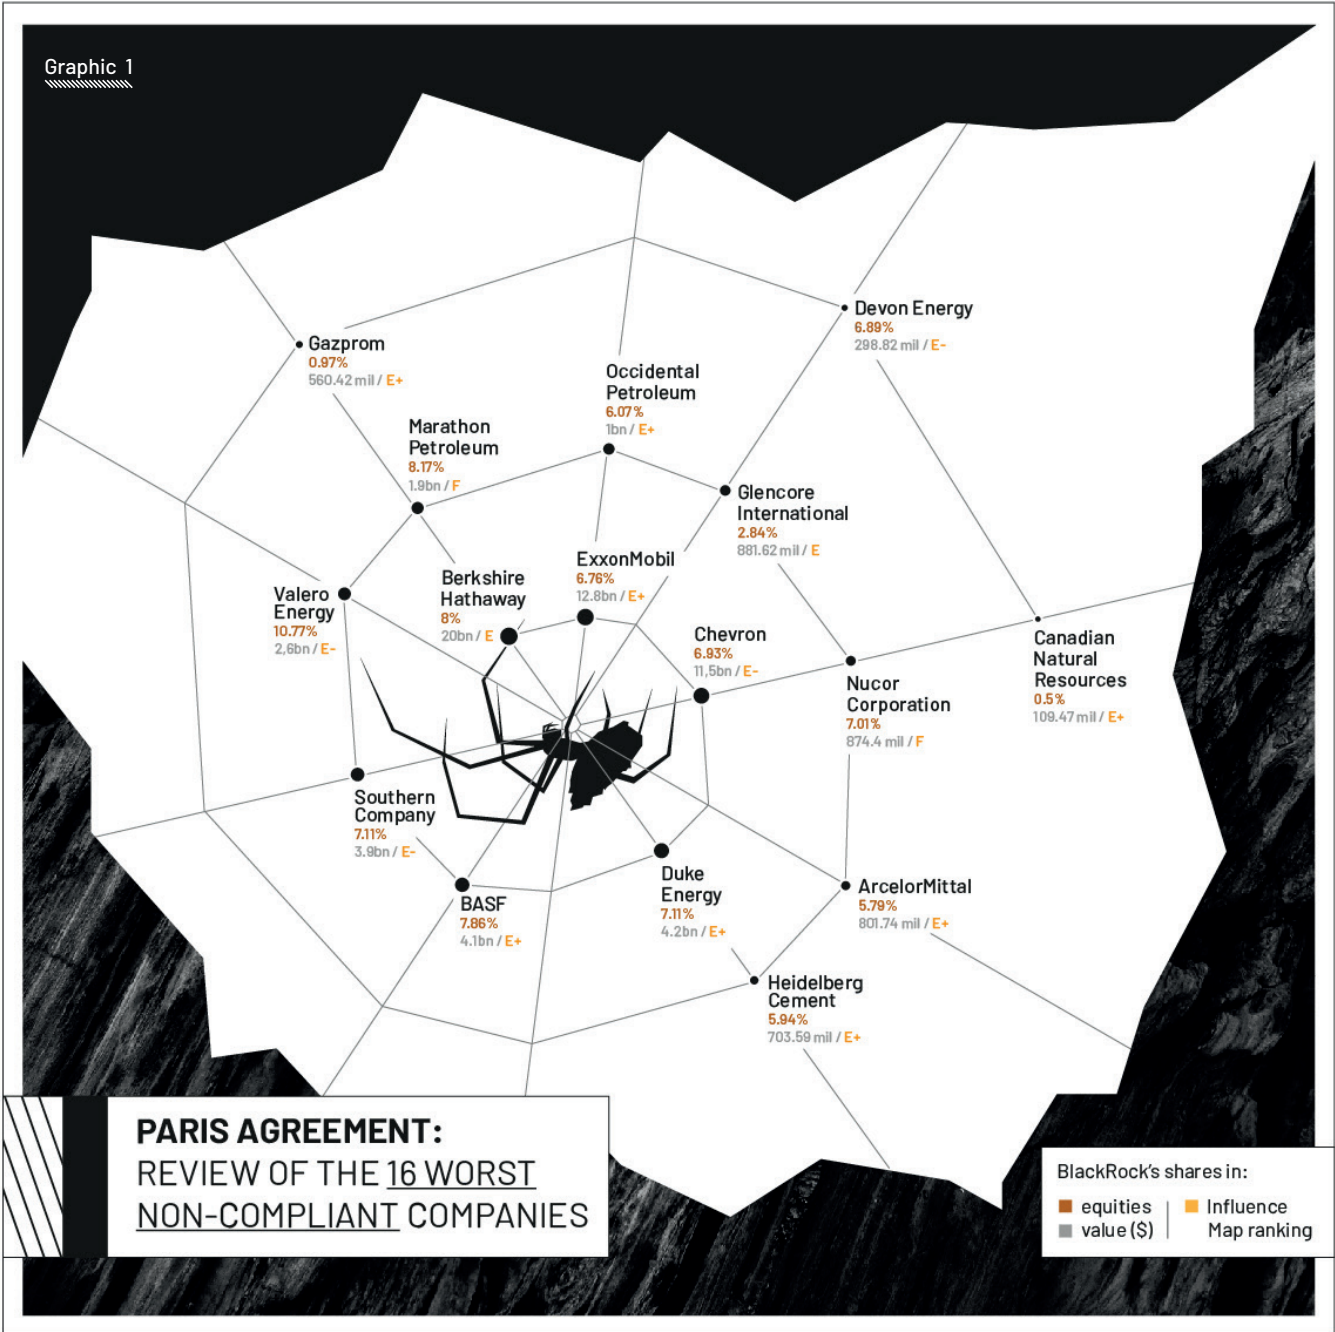 Graphic 1
Devon Energy
6.89%
298.82 mil / E-
Gazprom
0.97%
560.42 mil / E+
Occidental
Petroleum
6.07%
1bn / E+
Marathon
Petroleum
8.17%
1.9bn / F
Glencore
International
2.84%
881.62 mil / E
ExxonMobil
6.76%
12.8bn / E+
Berkshire
Hathaway
8%
20bn / E
Valero
Energy
10.77%
2,6bn / E-
Chevron
6.93%
11,5bn / E-
Canadian
Natural
Resources
0.5%
109.47 mil / E+
Nucor
Corporation
7.01%
874.4 mil / F
Southern
Company
7.11%
3.9bn / E-
Duke
Energy
7.11%
4.2bn / E+
ArcelorMittal
5.79%
801.74 mil / E+
BASF
7.86%
4.1bn / E+
Heidelberg
Cement
5.94%
703.59 mil / E+
PARIS AGREEMENT:
REVIEW OF THE 16 WORST
NON-COMPLIANT COMPANIES
BlackRock's shares in:
equities
value ($)
Influence
Map ranking